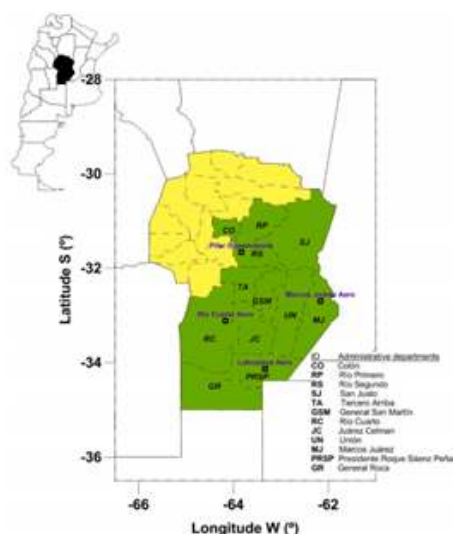 -28
-30
-32
-34
-36
Latitude S (º)
CO
RP
SJ
RS
TA
GSM
UN
MJ
RC
JC
PRSP
GR
Marcos Juárez Aero
Río Cuarto Aero
Laboulaye Aero
ID Administrative departments
CO Colón
RP Río Primero
RS Río Segundo
SJ San Justo
TA Tercero Arriba
GSM General San Martín
RC Río Cuarto
JC Juárez Celman
UN Unión
MJ Marcos Juárez
PRSP Presidente Roque Sáenz Peña
GR General Roca
-66
-64
-62
Longitude W (º)